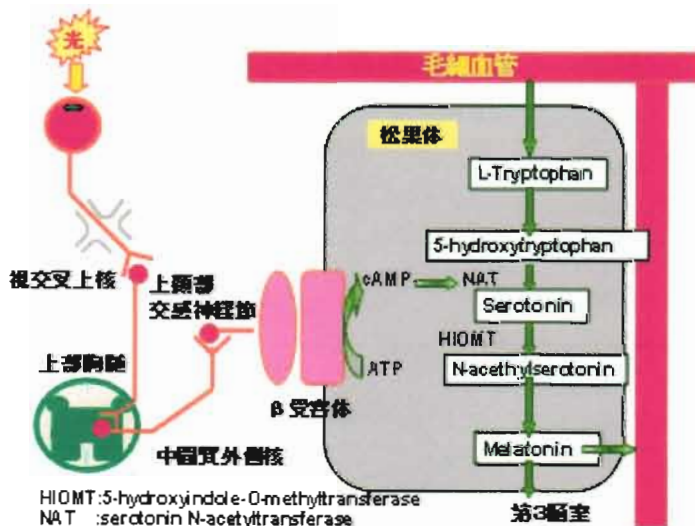 光
毛細血管
松果体
L-Tryptophan
5-hydroxytryptophan
視交叉上核
上頚部
交感神経節
cAMP
NAT
Serotonin
HIOMT
上部胸髄
ATP
N-acethylserotonin
β受容体
中間質外側核
Melatonin
HIOMT:5-hydroxyindole-O-methyltransferase
NAT :serotonin N-acetyltransferase
第3脳室